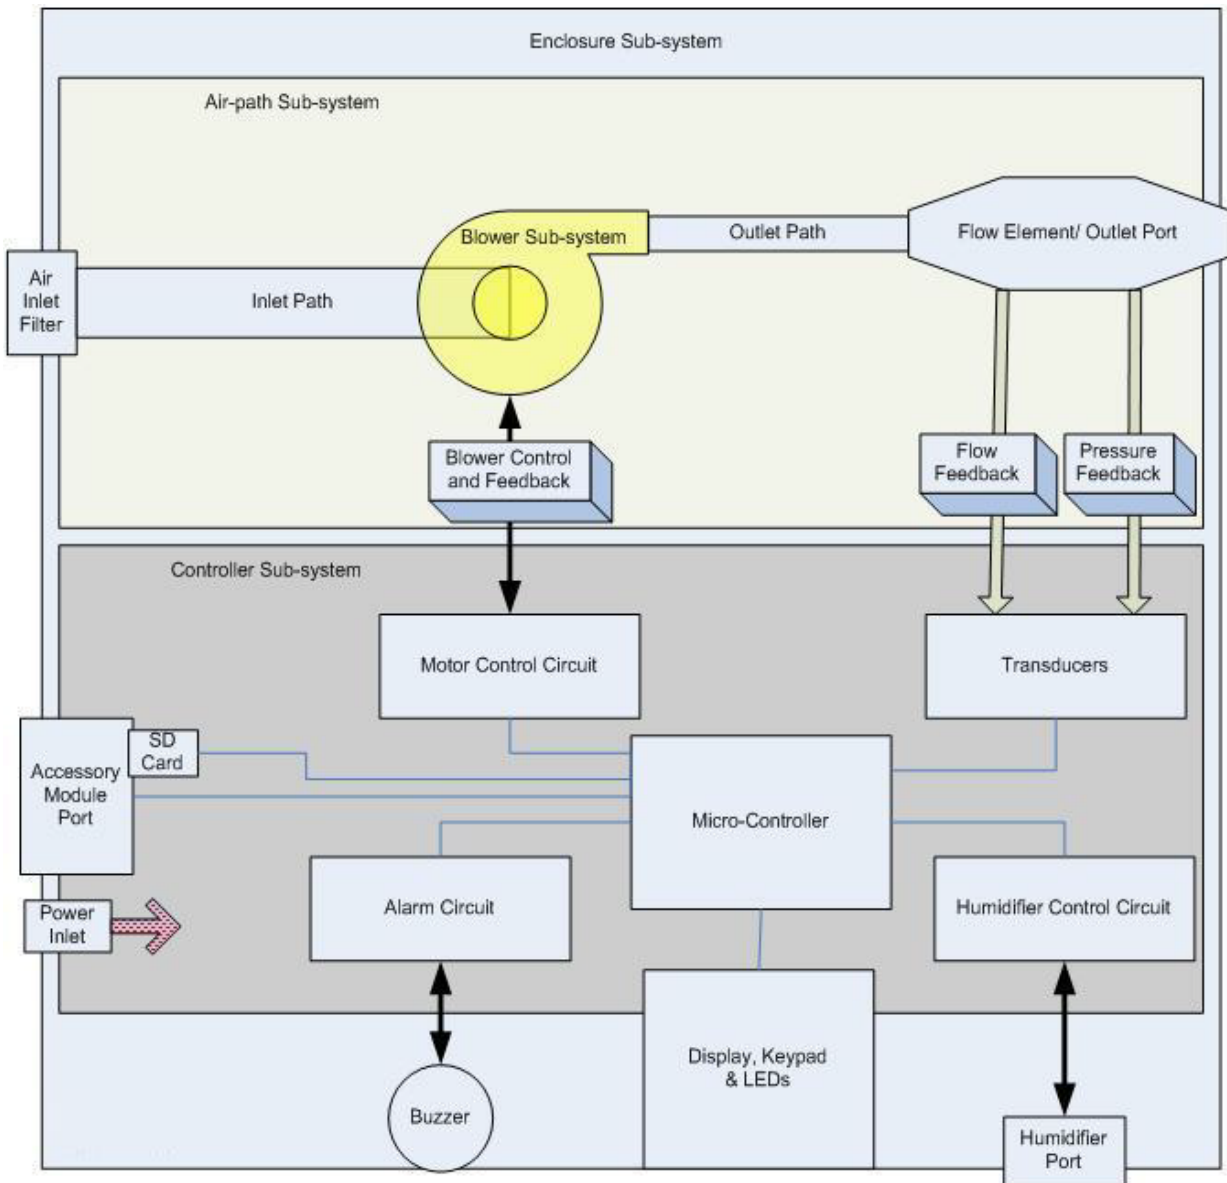 Enclosure Sub-system
Air-path Sub-system
Blower Sub-system
Outlet Path
Flow Element/ Outlet Port
Air
Inlet
Filter
Inlet Path
Blower Control
and Feedback
Flow
Feedback
Pressure
Feedback
Controller Sub-system
Motor Control Circuit
Transducers
SD
Card
Accessory
Module
Port
Micro-Controller
Power
Inlet
Alarm Circuit
Humidifier Control Circuit
Display, Keypad
& LEDs
Buzzer
Humidifier
Port